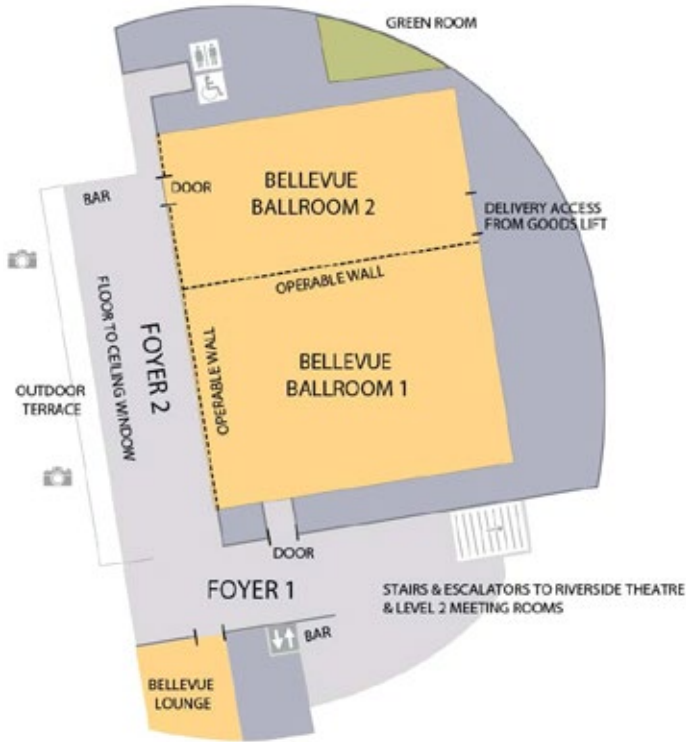 GREEN ROOM
BELLEVUE
BALLROOM 2
DOOR
BAR
DELIVERY ACCESS
FROM GOODS LIFT
OPERABLE WALL
FLOOR TO CEILING WINDOW
FOYER 2
OPERABLE WALL
BELLEVUE
BALLROOM 1
OUTDOOR
TERRACE
DOOR
FOYER 1
STAIRS & ESCALATORS TO RIVERSIDE THEATRE
& LEVEL 2 MEETING ROOMS
BAR
BELLEVUE
LOUNGE